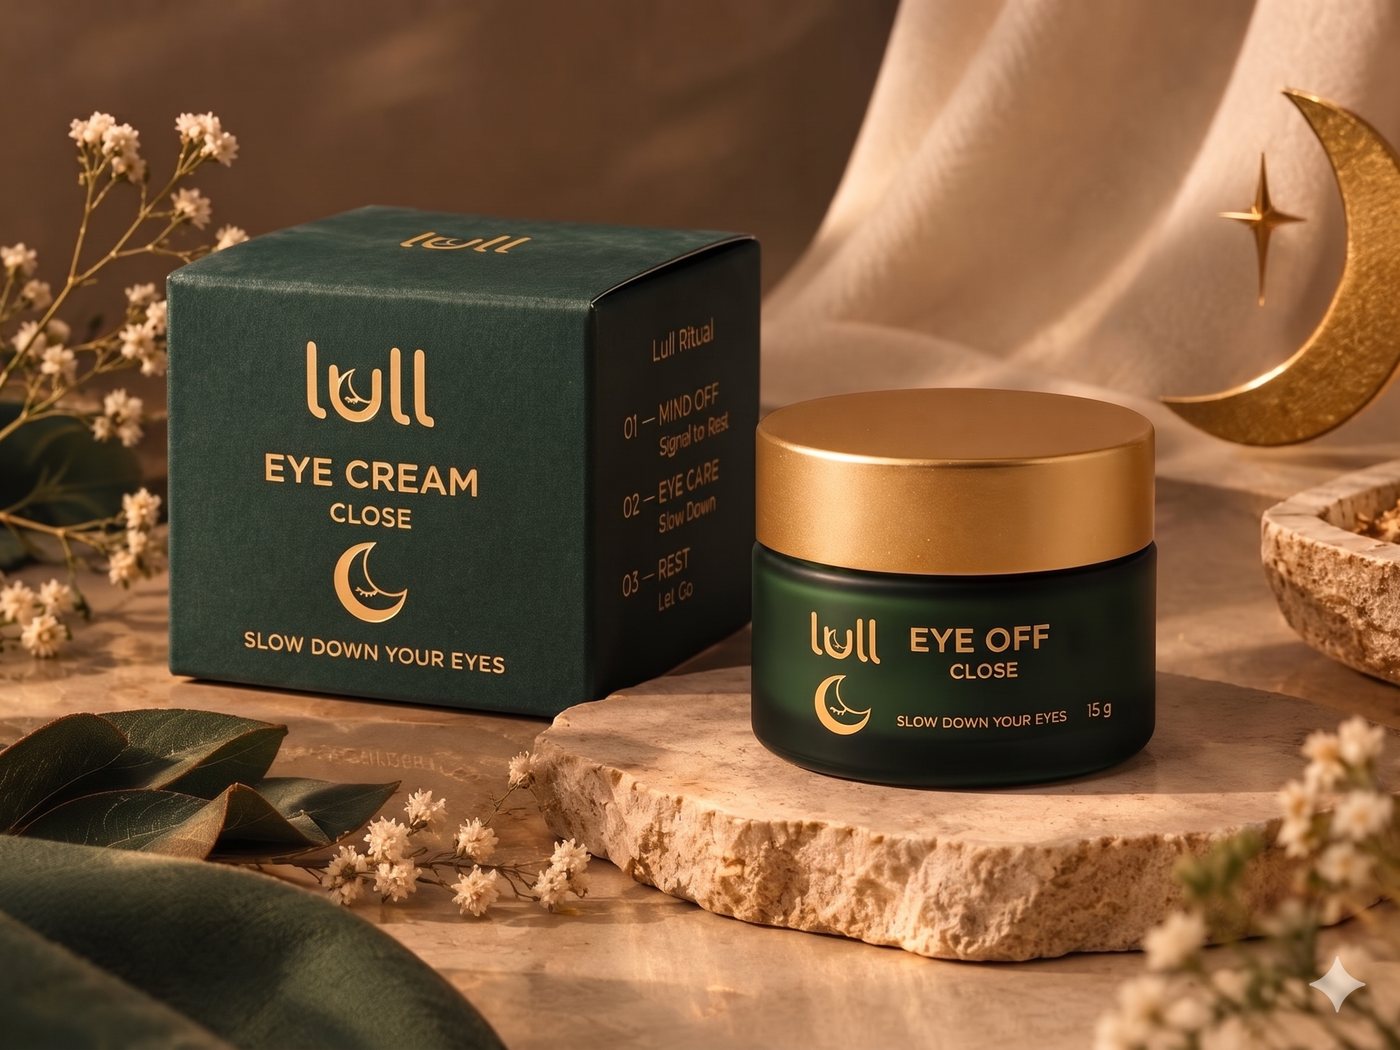 lull
lull
EYE CREAM
CLOSE
SLOW DOWN YOUR EYES
Lull Ritual
01 — MIND OFF
Signal to Rest
02 — EYE CARE
Slow Down
03 — REST
Let Go
lull EYE OFF
CLOSE
SLOW DOWN YOUR EYES 15 g